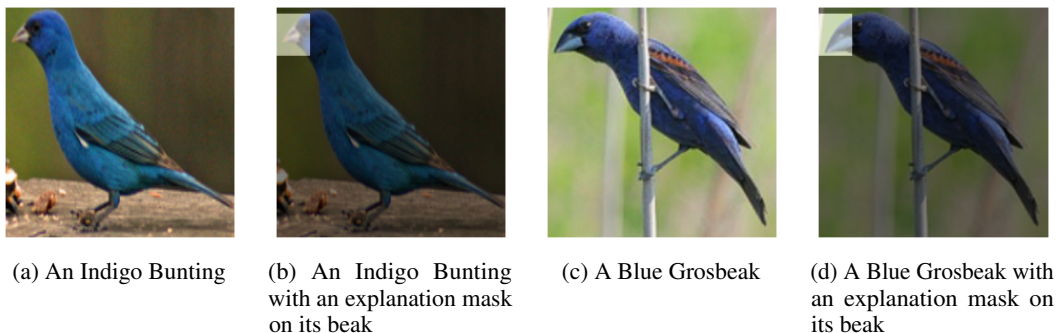 (a) An Indigo Bunting
(b) An Indigo Bunting
with an explanation mask
on its beak
(c) A Blue Grosbeak
(d) A Blue Grosbeak with
an explanation mask on
its beak